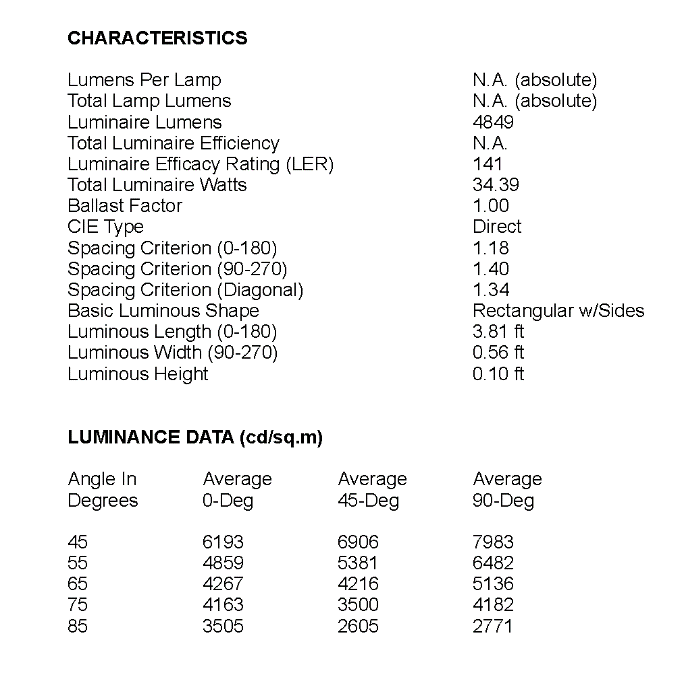 CHARACTERISTICS
Lumens Per Lamp N.A. (absolute)
Total Lamp Lumens N.A. (absolute)
Luminaire Lumens 4849
Total Luminaire Efficiency N.A.
Luminaire Efficacy Rating (LER) 141
Total Luminaire Watts 34.39
Ballast Factor 1.00
CIE Type Direct
Spacing Criterion (0-180) 1.18
Spacing Criterion (90-270) 1.40
Spacing Criterion (Diagonal) 1.34
Basic Luminous Shape Rectangular w/Sides
Luminous Length (0-180) 3.81 ft
Luminous Width (90-270) 0.56 ft
Luminous Height 0.10 ft
LUMINANCE DATA (cd/sq.m)
Angle In Average Average Average
Degrees 0-Deg 45-Deg 90-Deg
45 6193 6906 7983
55 4859 5381 6482
65 4267 4216 5136
75 4163 3500 4182
85 3505 2605 2771